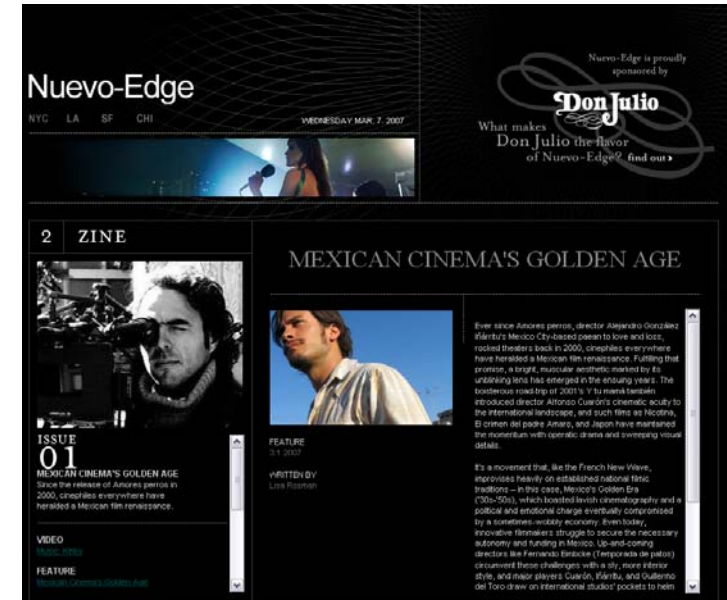 Nuevo-Edge
NYC LA SF CHI
WEDNESDAY MAR, 7. 2007
Nuevo-Edge is proudly
sponsored by
Don Julio
What makes
Don Julio the flavor
of Nuevo-Edge? find out
2 ZINE
ISSUE
01
MEXICAN CINEMA'S GOLDEN AGE
Since the release of Amores perros in
2000, cinephiles everywhere have
heralded a Mexican film renaissance.
VIDEO
Music Kinks
FEATURE
Mexican Cinema's Golden Age
MEXICAN CINEMA'S GOLDEN AGE
FEATURE
3.1.2007
WRITTEN BY
Lisa Rosman
Ever since Amores perros, director Alejandro González
Iñárritu's Mexico City-based paean to love and loss,
rocked theaters back in 2000, cinephiles everywhere
have heralded a Mexican film renaissance. Fulfilling that
promise, a bright, muscular aesthetic marked by its
unblinking lens has emerged in the ensuing years. The
boisterous road-trip of 2001's Y tu mamá también
introduced director Alfonso Cuarón's cinematic acuity to
the international landscape, and such films as Nicotina,
El crimen del padre Amaro, and Japon have maintained
the momentum with operatic drama and sweeping visual
details.
It's a movement that, like the French New Wave,
improvises heavily on established national filmic
traditions – in this case, Mexico's Golden Era
('30s-'50s), which boasted lavish cinematography and a
political and emotional charge eventually compromised
by a sometimes-wobbly economy. Even today,
innovative filmmakers struggle to secure the necessary
autonomy and funding in Mexico. Up-and-coming
directors like Fernando Eimbcke (Temporada de patos)
circumvent these challenges with a sly, more interior
style, and major players Cuarón, Iñárritu, and Guillermo
del Toro draw on international studios' pockets to helm